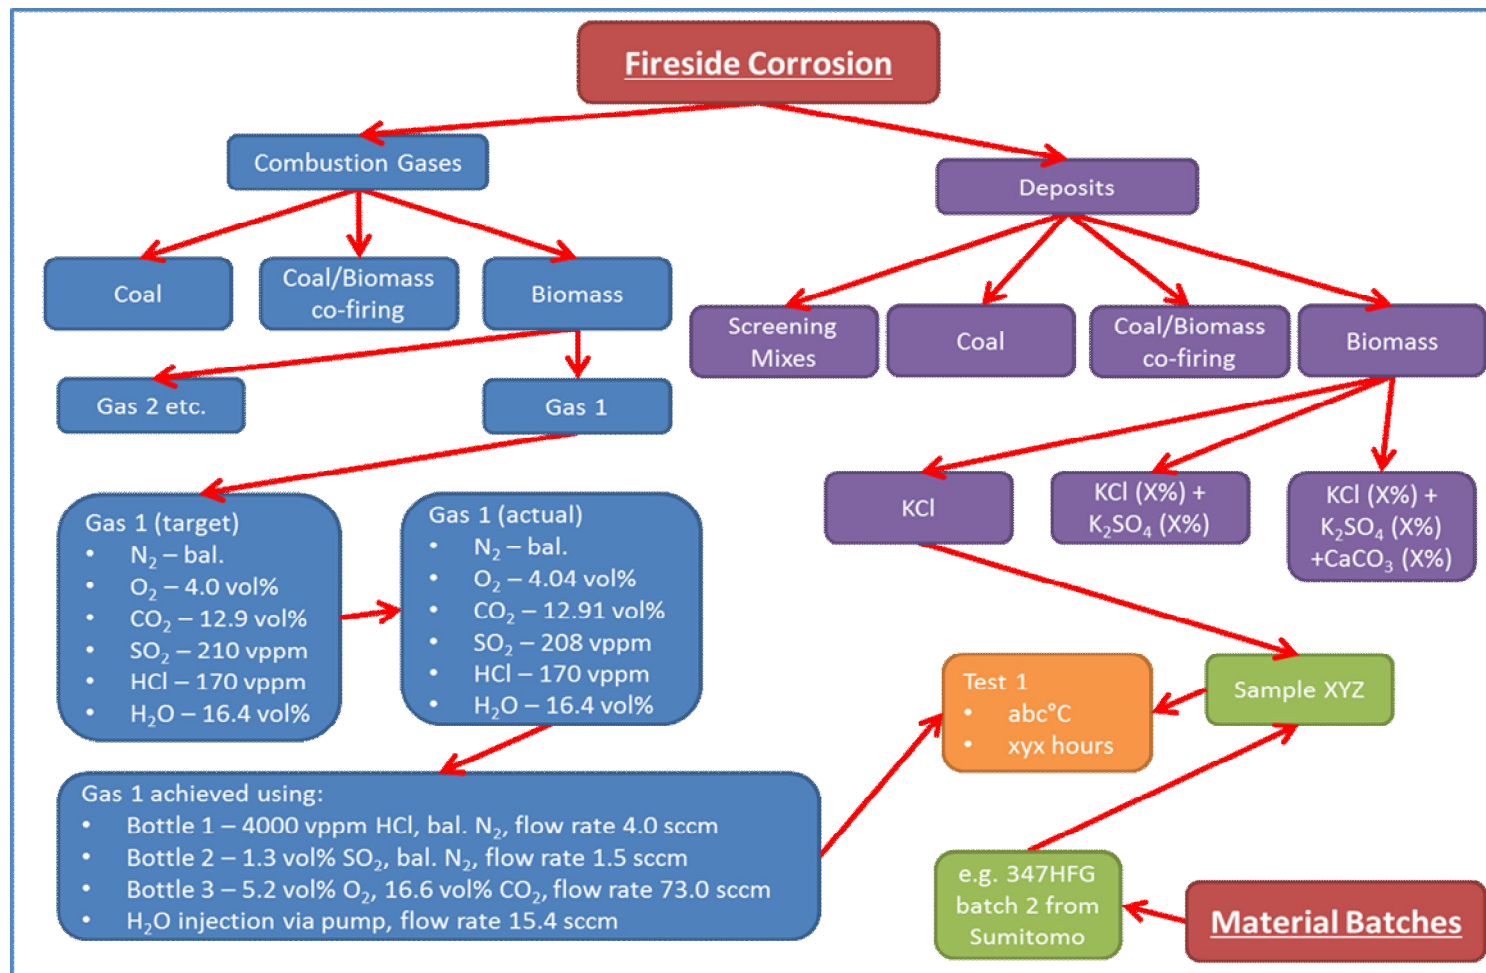 Fireside Corrosion
Combustion Gases
Deposits
Coal
Coal/Biomass
co-firing
Biomass
Screening
Mixes
Coal
Coal/Biomass
co-firing
Biomass
Gas 2 etc.
Gas 1
KCl
KCl (X%) +
K₂SO₄ (X%)
KCl (X%) +
K₂SO₄ (X%)
+CaCO₃ (X%)
Gas 1 (target)
• N₂ – bal.
• O₂ – 4.0 vol%
• CO₂ – 12.9 vol%
• SO₂ – 210 vppm
• HCl – 170 vppm
• H₂O – 16.4 vol%
Gas 1 (actual)
• N₂ – bal.
• O₂ – 4.04 vol%
• CO₂ – 12.91 vol%
• SO₂ – 208 vppm
• HCl – 170 vppm
• H₂O – 16.4 vol%
Test 1
• abc°C
• xyx hours
Sample XYZ
Gas 1 achieved using:
• Bottle 1 – 4000 vppm HCl, bal. N₂, flow rate 4.0 sccm
• Bottle 2 – 1.3 vol% SO₂, bal. N₂, flow rate 1.5 sccm
• Bottle 3 – 5.2 vol% O₂, 16.6 vol% CO₂, flow rate 73.0 sccm
• H₂O injection via pump, flow rate 15.4 sccm
e.g. 347HFG
batch 2 from
Sumitomo
Material Batches